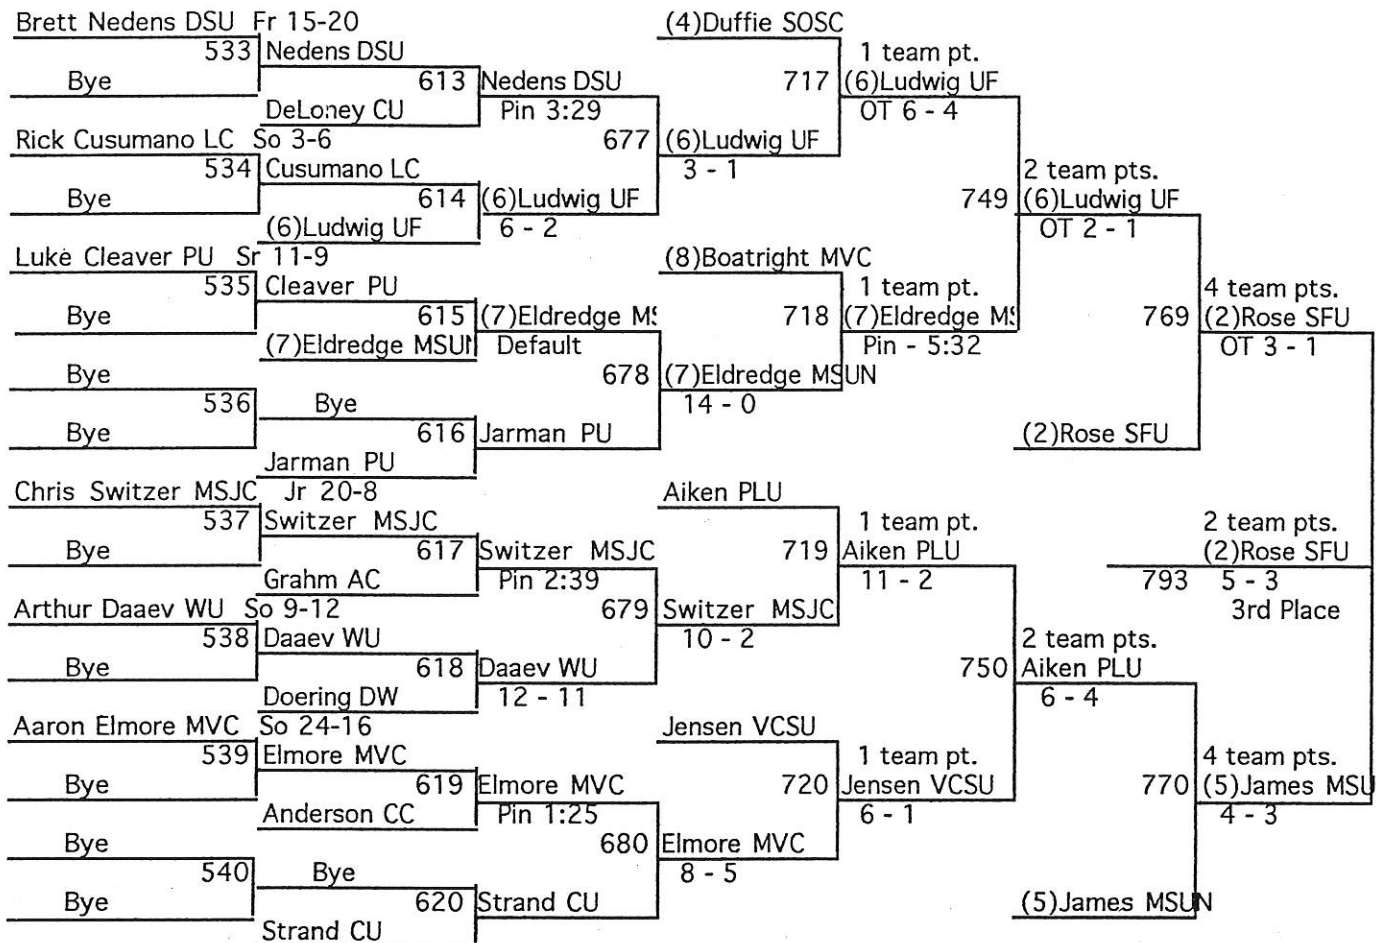 Brett Nedens DSU Fr 15-20
533
Bye
Nedens DSU
613
DeLoney CU
Nedens DSU
Pin 3:29
Rick Cusumano LC So 3-6
534
Bye
Cusumano LC
614
(6)Ludwig UF
(6)Ludwig UF
6 - 2
677
(6)Ludwig UF
3 - 1
(4)Duffie SOSC
717
1 team pt.
(6)Ludwig UF
OT 6 - 4
Luke Cleaver PU Sr 11-9
535
Bye
Cleaver PU
615
(7)Eldredge MSUN
(7)Eldredge MS
Default
Bye
536
Bye
Bye
616
Jarman PU
Jarman PU
678
(7)Eldredge MSUN
14 - 0
(8)Boatright MVC
718
1 team pt.
(7)Eldredge MS
Pin - 5:32
749
2 team pts.
(6)Ludwig UF
OT 2 - 1
(2)Rose SFU
769
4 team pts.
(2)Rose SFU
OT 3 - 1
Chris Switzer MSJC Jr 20-8
537
Bye
Switzer MSJC
617
Grahm AC
Switzer MSJC
Pin 2:39
Arthur Daaev WU So 9-12
538
Bye
Daaev WU
618
Doering DW
Daaev WU
12 - 11
679
Switzer MSJC
10 - 2
Aiken PLU
719
1 team pt.
Aiken PLU
11 - 2
Aaron Elmore MVC So 24-16
539
Bye
Elmore MVC
619
Anderson CC
Elmore MVC
Pin 1:25
Bye
540
Bye
Bye
620
Strand CU
Strand CU
680
Elmore MVC
8 - 5
Jensen VCSU
720
1 team pt.
Jensen VCSU
6 - 1
750
2 team pts.
Aiken PLU
6 - 4
(5)James MSUN
770
4 team pts.
(5)James MSU
4 - 3
793
2 team pts.
(2)Rose SFU
5 - 3
3rd Place